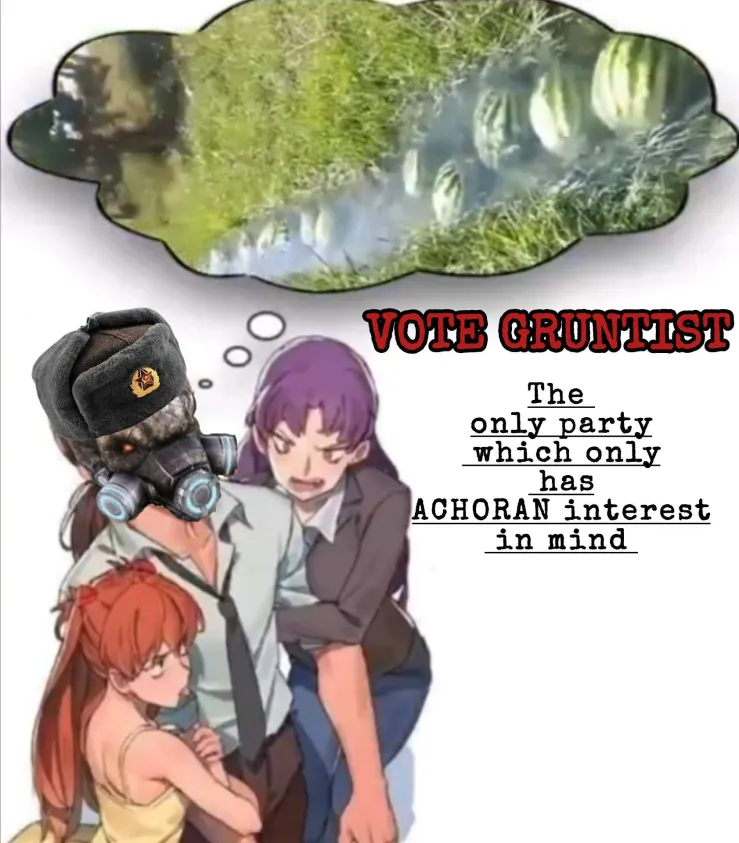 VOTE GRUNTIST
The
only party
which only
has
ACHORAN interest
in mind